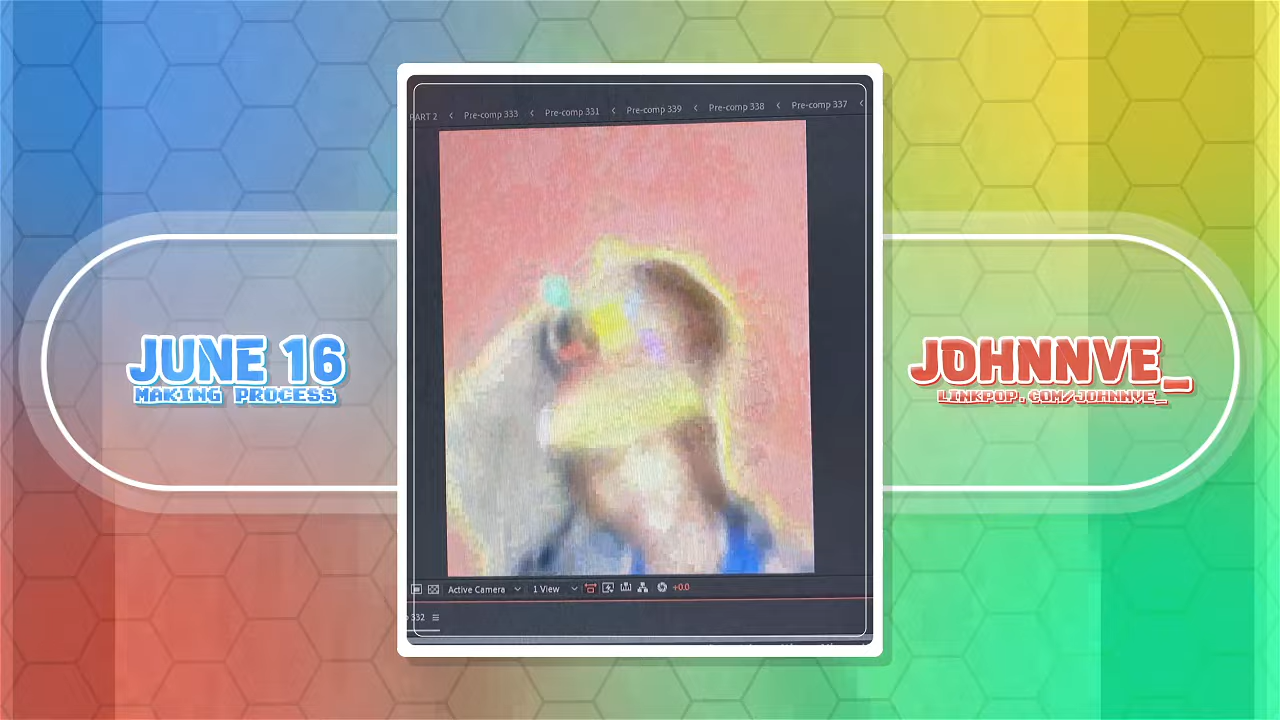 PART 2 < Pre-comp 333 < Pre-comp 331 < Pre-comp 339 < Pre-comp 338 < Pre-comp 337 <
JUNE 16
MAKING PROCESS
JOHNNVE_
LINKPOP.COM/JOHNNVE_
Active Camera 1 View +0.0
332